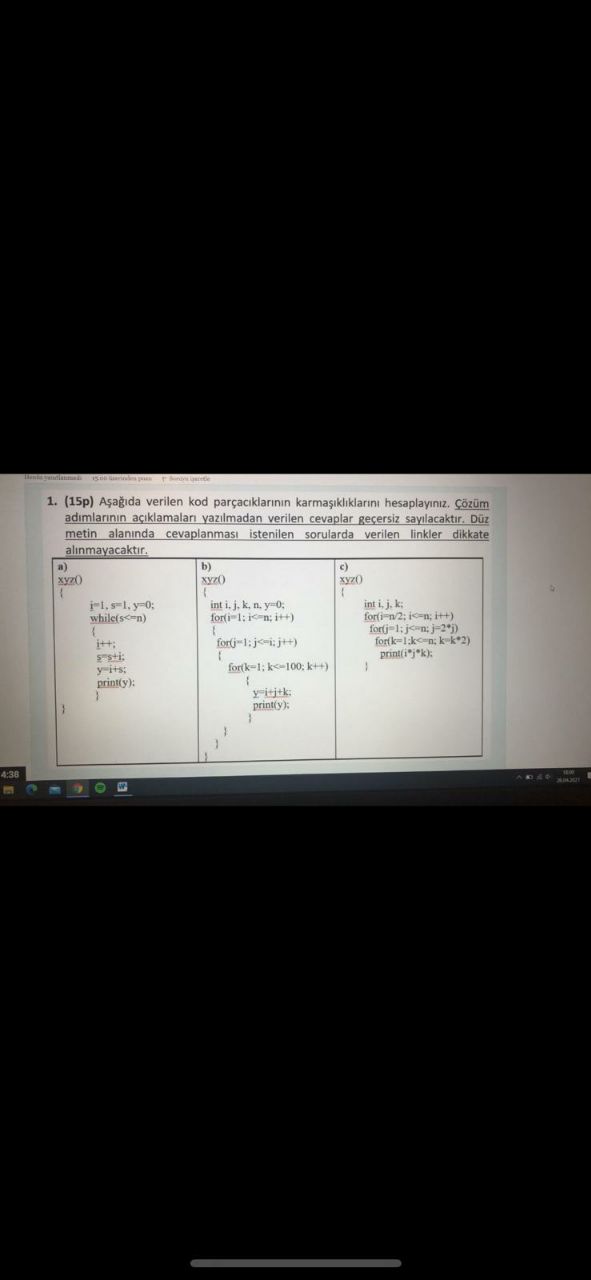 Henüz yanıtlanmadı 15,00 üzerinden puan Soruyu işaretle
1. (15p) Aşağıda verilen kod parçacıklarının karmaşıklıklarını hesaplayınız. Çözüm
adımlarının açıklamaları yazılmadan verilen cevaplar geçersiz sayılacaktır. Düz
metin alanında cevaplanması istenilen sorularda verilen linkler dikkate
alınmayacaktır.
a)
xyz()
{
i=1, s=1, y=0;
while(s<=n)
{
i++;
s=s+i;
y=i+s;
print(y);
}
}
b)
xyz()
{
int i, j, k, n, y=0;
for(i=1; i<=n; i++)
{
for(j=1; j<=i; j++)
{
for(k=1; k<=100; k++)
{
y=i+j+k;
print(y);
}
}
}
}
c)
xyz()
{
int i, j, k;
for(i=n/2; i<=n; i++)
for(j=1; j<=n; j=2*j)
for(k=1;k<=n; k=k*2)
print(i*j*k);
}
4:38
26.04.2021